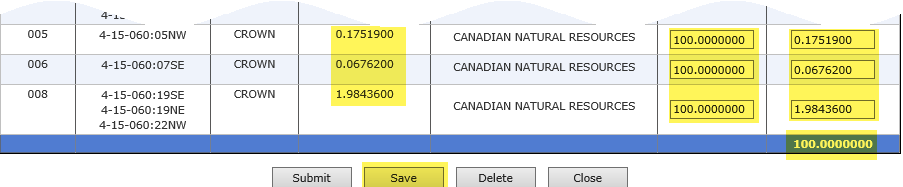 005 4-15-060:05NW CROWN 0.1751900 CANADIAN NATURAL RESOURCES 100.0000000 0.1751900
006 4-15-060:07SE CROWN 0.0676200 CANADIAN NATURAL RESOURCES 100.0000000 0.0676200
008 4-15-060:19SE CROWN 1.9843600
4-15-060:19NE CANADIAN NATURAL RESOURCES 100.0000000 1.9843600
4-15-060:22NW
100.0000000
Submit Save Delete Close